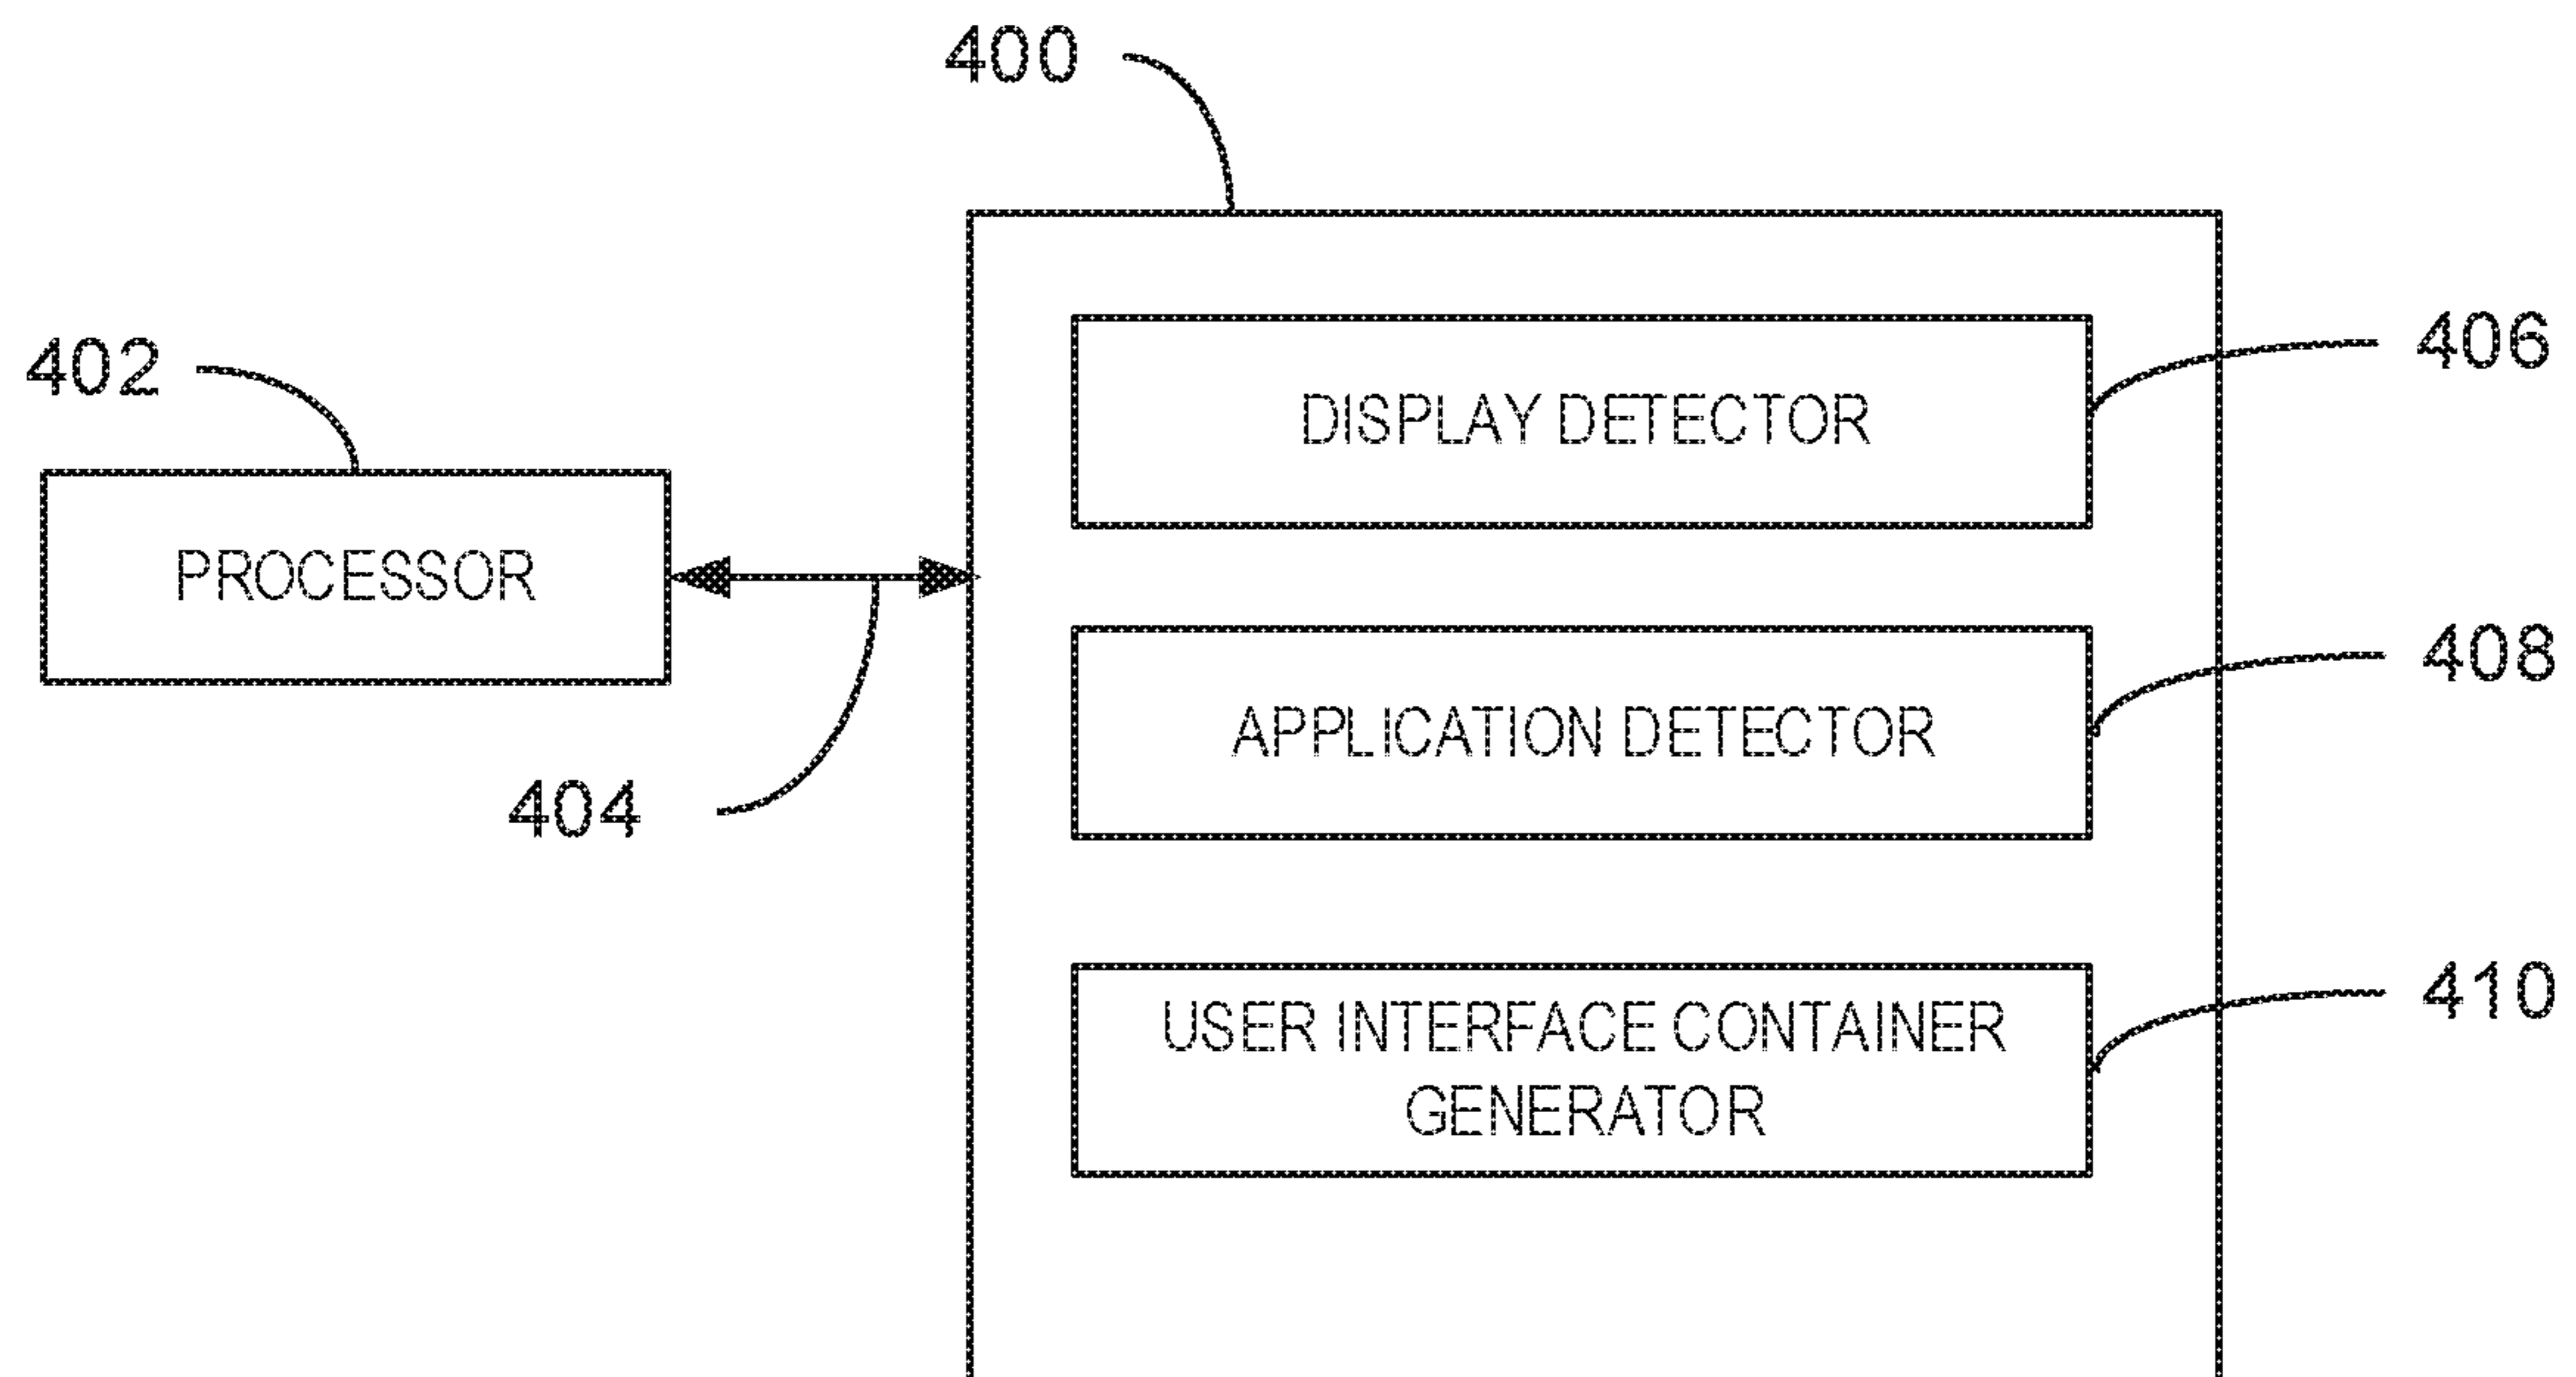 400
402
406
DISPLAY DETECTOR
PROCESSOR
408
APPLICATION DETECTOR
404
410
USER INTERFACE CONTAINER
GENERATOR